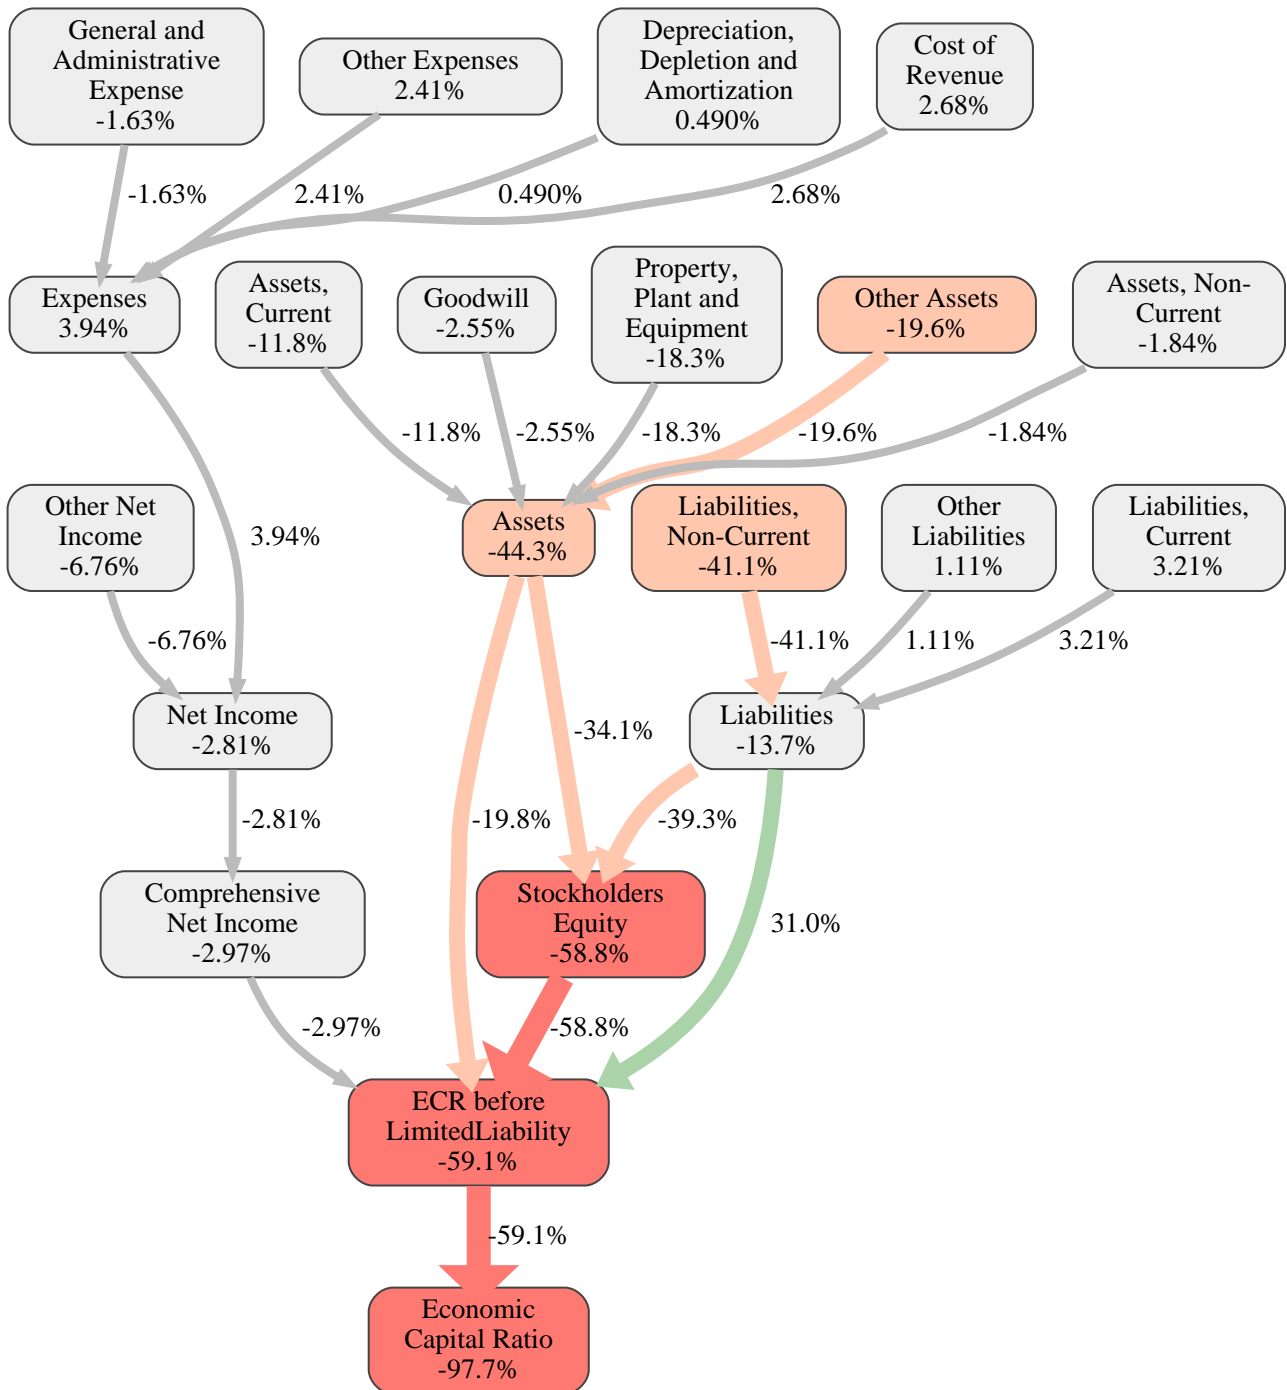 General and
Administrative
Expense
-1.63%
Other Expenses
2.41%
Depreciation,
Depletion and
Amortization
0.490%
Cost of
Revenue
2.68%
-1.63%
2.41%
0.490%
2.68%
Expenses
3.94%
Assets,
Current
-11.8%
Goodwill
-2.55%
Property,
Plant and
Equipment
-18.3%
Other Assets
-19.6%
Assets, Non-
Current
-1.84%
-11.8%
-2.55%
-18.3%
-19.6%
-1.84%
Other Net
Income
-6.76%
3.94%
Assets
-44.3%
Liabilities,
Non-Current
-41.1%
Other
Liabilities
1.11%
Liabilities,
Current
3.21%
-6.76%
-41.1%
1.11%
3.21%
Net Income
-2.81%
-34.1%
Liabilities
-13.7%
-2.81%
-19.8%
-39.3%
Comprehensive
Net Income
-2.97%
Stockholders
Equity
-58.8%
31.0%
-2.97%
-58.8%
ECR before
LimitedLiability
-59.1%
-59.1%
Economic
Capital Ratio
-97.7%